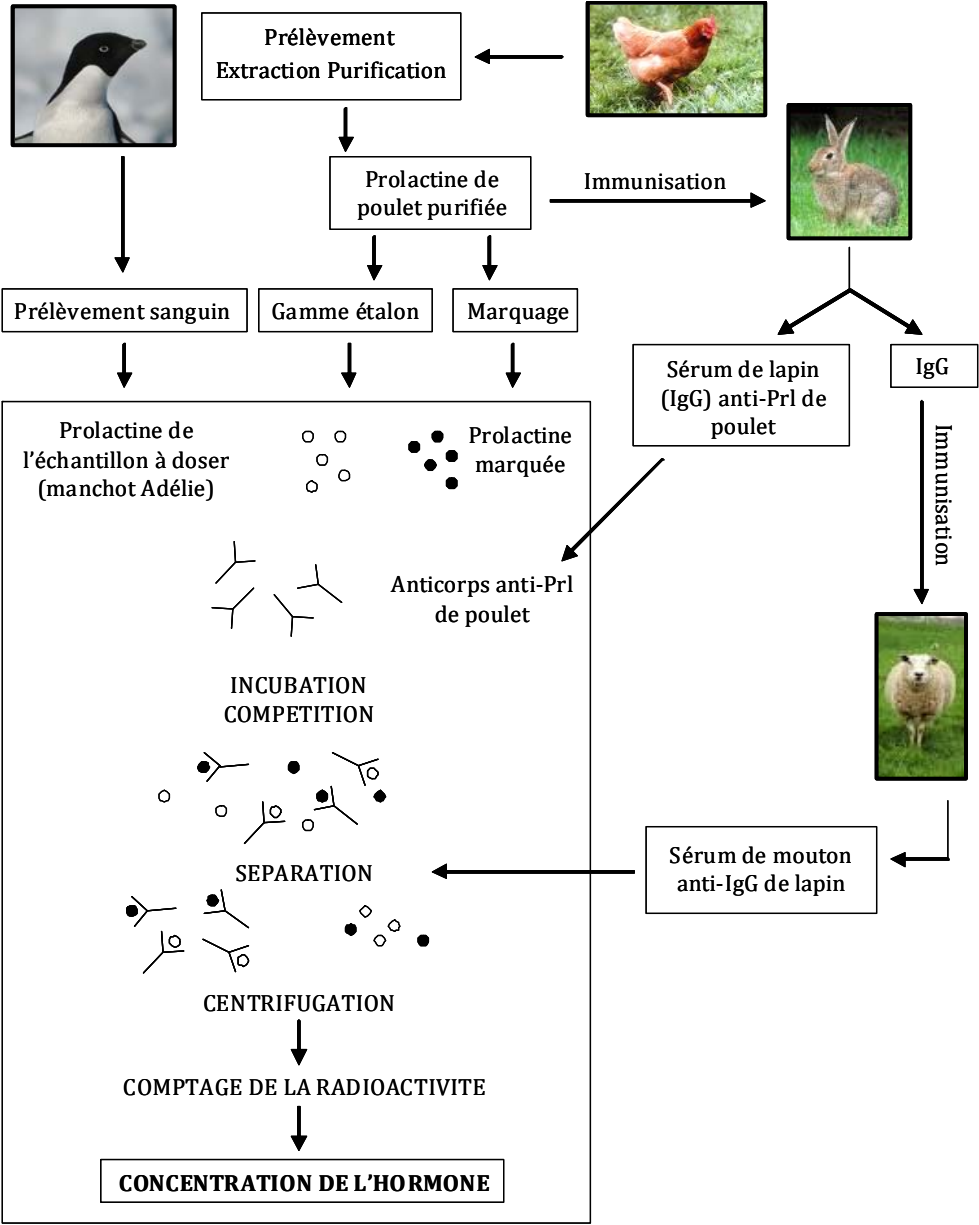 Prélèvement
Extraction Purification
Prolactine de
poulet purifiée
Immunisation
Prélèvement sanguin
Gamme étalon
Marquage
Sérum de lapin
(IgG) anti-Prl de
poulet
IgG
Immunisation
Prolactine de
l'échantillon à doser
(manchot Adélie)
Prolactine
marquée
Anticorps anti-Prl
de poulet
INCUBATION
COMPETITION
SEPARATION
Sérum de mouton
anti-IgG de lapin
CENTRIFUGATION
COMPTAGE DE LA RADIOACTIVITE
CONCENTRATION DE L'HORMONE